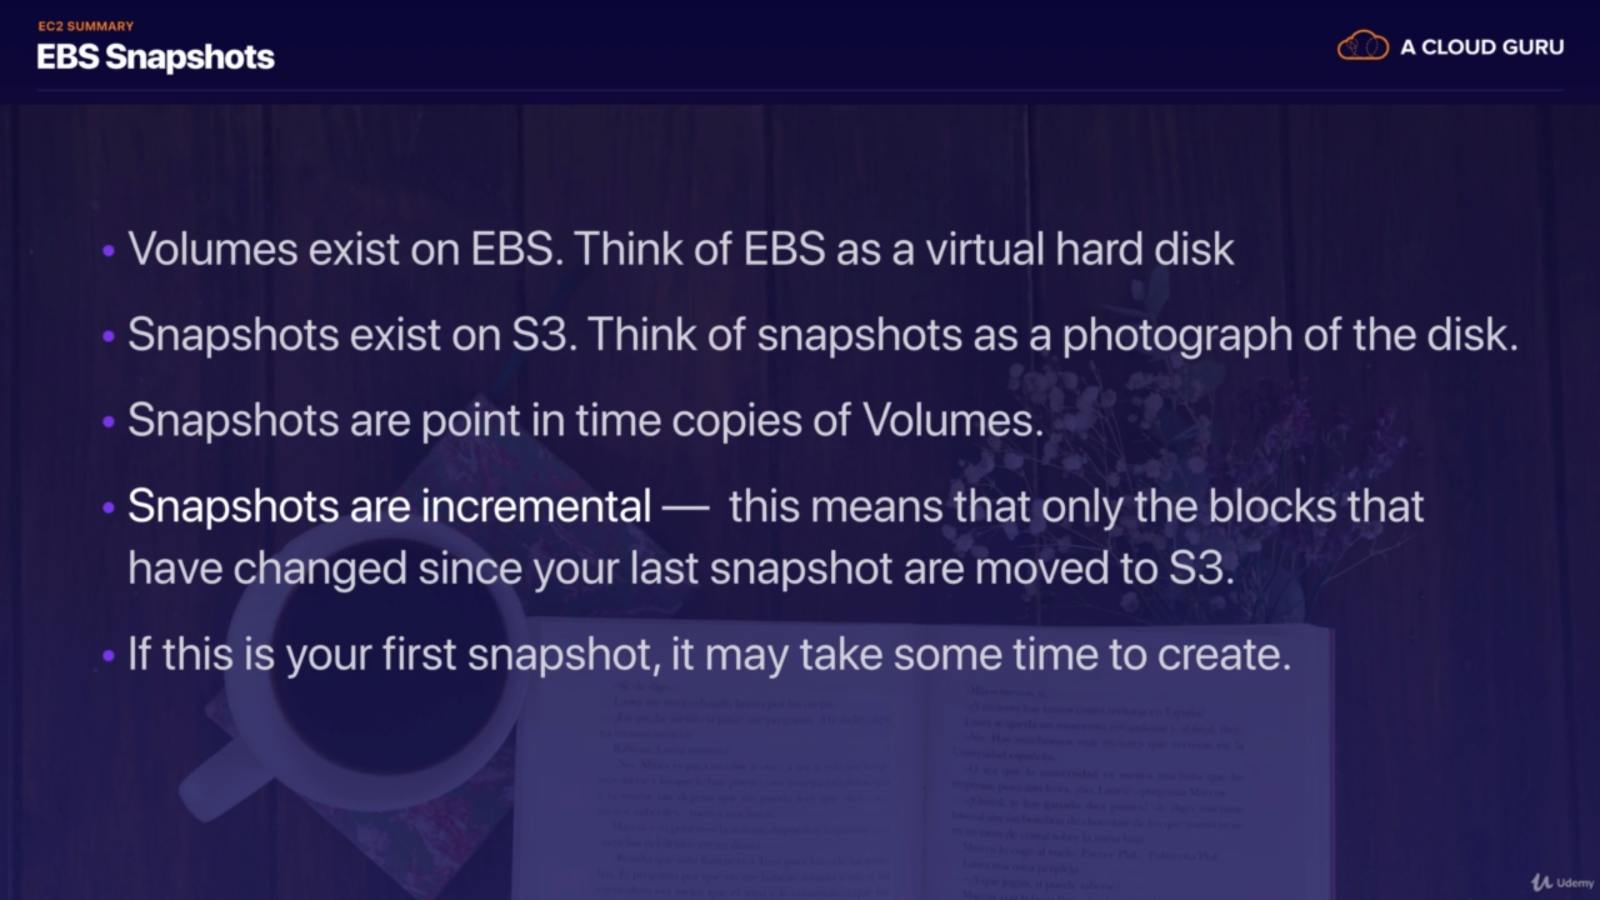 EC2 SUMMARY
EBS Snapshots
A CLOUD GURU
• Volumes exist on EBS. Think of EBS as a virtual hard disk
• Snapshots exist on S3. Think of snapshots as a photograph of the disk.
• Snapshots are point in time copies of Volumes.
• Snapshots are incremental — this means that only the blocks that
have changed since your last snapshot are moved to S3.
• If this is your first snapshot, it may take some time to create.
Udemy